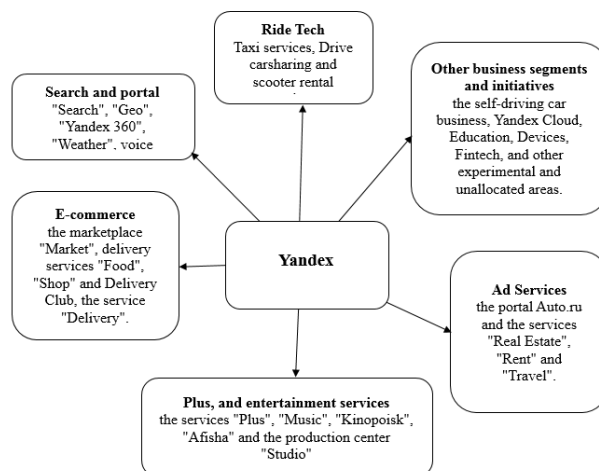 Ride Tech
Taxi services, Drive
carsharing and
scooter rental
Search and portal
"Search", "Geo",
"Yandex 360",
"Weather", voice
Other business segments
and initiatives
the self-driving car
business, Yandex Cloud,
Education, Devices,
Fintech, and other
experimental and
unallocated areas.
E-commerce
the marketplace
"Market", delivery
services "Food",
"Shop" and Delivery
Club, the service
"Delivery".
Yandex
Ad Services
the portal Auto.ru
and the services
"Real Estate",
"Rent" and
"Travel".
Plus, and entertainment services
the services "Plus", "Music", "Kinopoisk",
"Afisha" and the production center
"Studio"